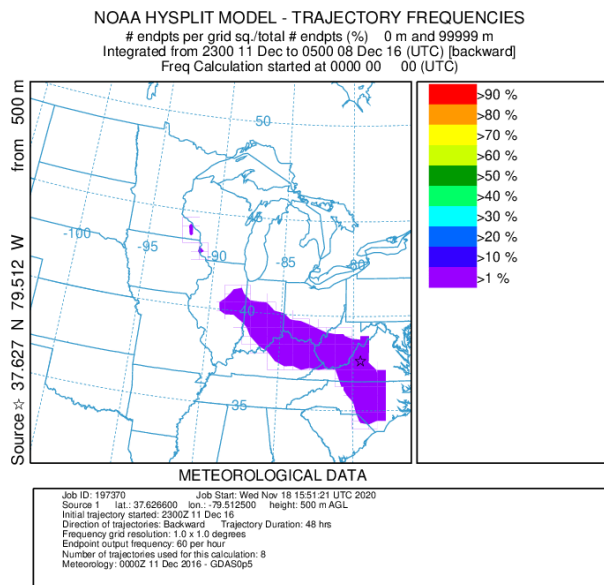 NOAA HYSPLIT MODEL - TRAJECTORY FREQUENCIES
# endpts per grid sq./total # endpts (%) 0 m and 99999 m
Integrated from 2300 11 Dec to 0500 08 Dec 16 (UTC) [backward]
Freq Calculation started at 0000 00 00 (UTC)
Source ☆ 37.627 N 79.512 W from 500 m
50
45
-100
-95
-90
-85
-80
40
35
>90 %
>80 %
>70 %
>60 %
>50 %
>40 %
>30 %
>20 %
>10 %
>1 %
METEOROLOGICAL DATA
Job ID: 197370 Job Start: Wed Nov 18 15:51:21 UTC 2020
Source 1 lat.: 37.626600 lon.: -79.512500 height: 500 m AGL
Initial trajectory started: 2300Z 11 Dec 16
Direction of trajectories: Backward Trajectory Duration: 48 hrs
Frequency grid resolution: 1.0 x 1.0 degrees
Endpoint output frequency: 60 per hour
Number of trajectories used for this calculation: 8
Meteorology: 0000Z 11 Dec 2016 - GDAS0p5